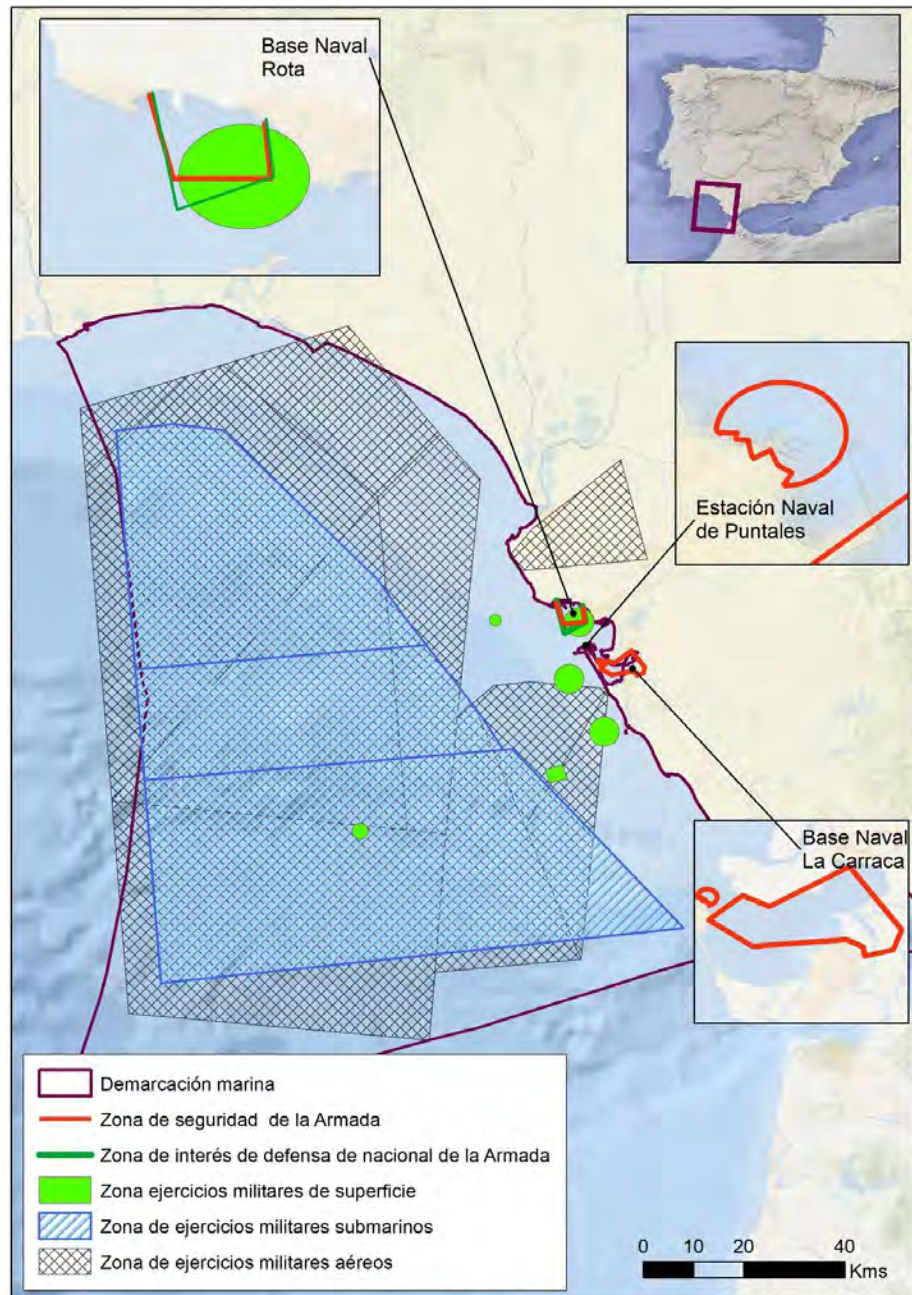 Base Naval
Rota
Estación Naval
de Puntales
Base Naval
La Carraca
Demarcación marina
Zona de seguridad de la Armada
Zona de interés de defensa de nacional de la Armada
Zona ejercicios militares de superficie
Zona de ejercicios militares submarinos
Zona de ejercicios militares aéreos
0 10 20 40
Kms